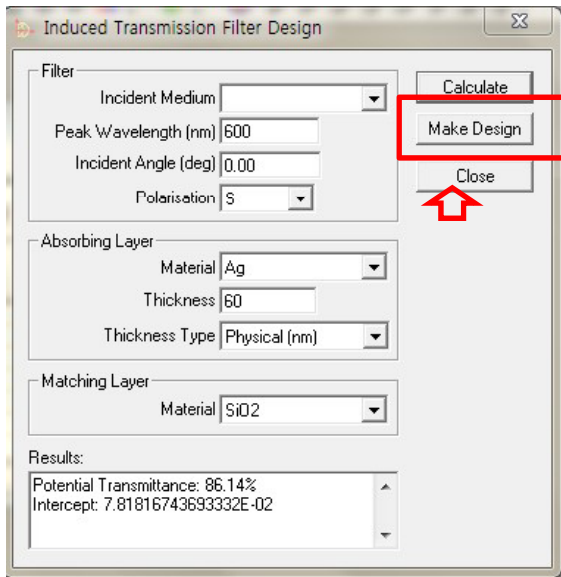 Induced Transmission Filter Design
Filter
Incident Medium
Peak Wavelength (nm) 600
Incident Angle (deg) 0.00
Polarisation S
Calculate
Make Design
Close
Absorbing Layer
Material Ag
Thickness 60
Thickness Type Physical (nm)
Matching Layer
Material SiO2
Results:
Potential Transmittance: 86.14%
Intercept: 7.81816743693332E-02